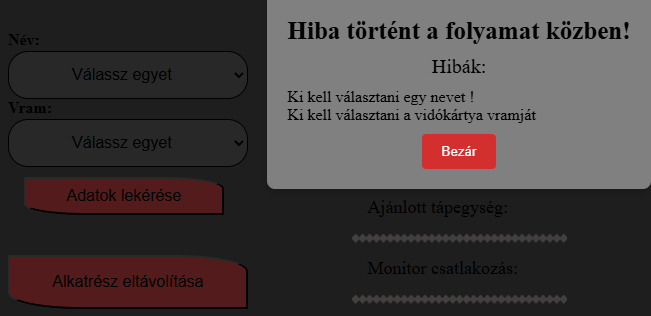 Név:
Válassz egyet
Vram:
Válassz egyet
Adatok lekérése
Alkatrész eltávolítása
Hiba történt a folyamat közben!
Hibák:
Ki kell választani egy nevet !
Ki kell választani a vidókártya vramját
Bezár
Ajánlott tápegység:
Monitor csatlakozás: